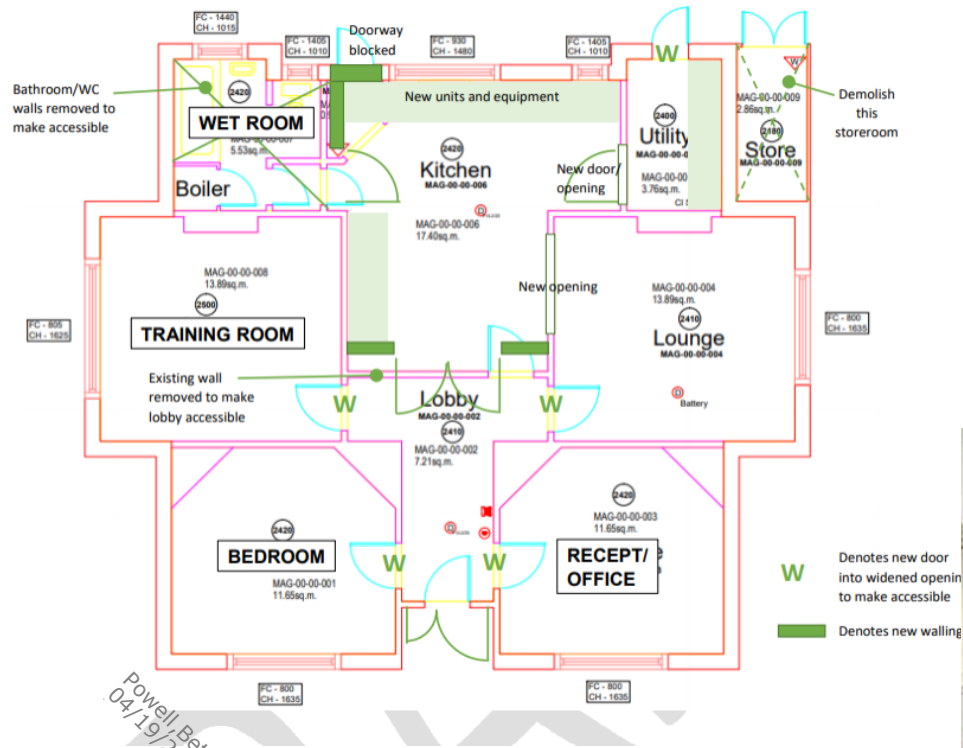 FC - 1440
CH - 1015
FC - 1405
CH - 1010
Doorway
blocked
FC - 930
CH - 1480
FC - 1405
CH - 1010
W
W
Bathroom/WC
walls removed to
make accessible
2420
WET ROOM
5.53sq.m.
New units and equipment
2400
Utility
MAG-00-00-
3.76sq.m.
MAG-00-00-009
2.86sq.m.
2180
Store
MAG-00-00-009
Demolish
this
storeroom
Boiler
2420
Kitchen
MAG-00-00-006
MAG-00-00-006
17.40sq.m.
New door/
opening
MAG-00-00-008
13.89sq.m.
2500
TRAINING ROOM
New opening
MAG-00-00-004
13.89sq.m.
2410
Lounge
MAG-00-00-004
D
Battery
FC - 805
CH - 1625
FC - 800
CH - 1635
Existing wall
removed to make
lobby accessible
W
Lobby
MAG-00-00-002
2410
MAG-00-00-002
7.21sq.m.
W
2420
BEDROOM
MAG-00-00-001
11.65sq.m.
W
D
W
2420
MAG-00-00-003
11.65sq.m.
RECEPT/
OFFICE
W
Denotes new door
into widened openin
to make accessible
Denotes new walling
FC - 800
CH - 1635
FC - 800
CH - 1635
Powell,Bet
04/19/2